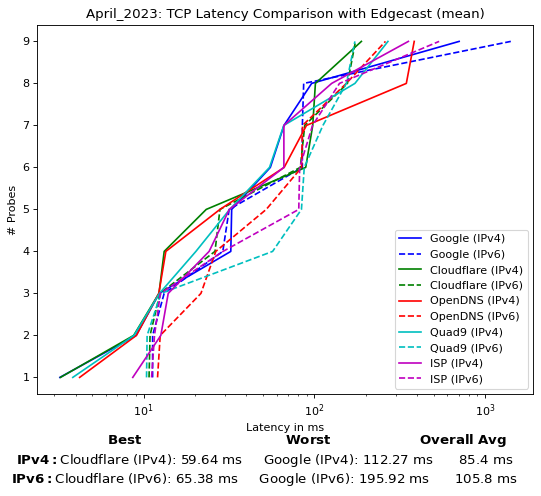 April_2023: TCP Latency Comparison with Edgecast (mean)
# Probes
9
8
7
6
5
4
3
2
1
10¹ 10² 10³
Latency in ms
Google (IPv4)
Google (IPv6)
Cloudflare (IPv4)
Cloudflare (IPv6)
OpenDNS (IPv4)
OpenDNS (IPv6)
Quad9 (IPv4)
Quad9 (IPv6)
ISP (IPv4)
ISP (IPv6)
Best Worst Overall Avg
IPv4: Cloudflare (IPv4): 59.64 ms Google (IPv4): 112.27 ms 85.4 ms
IPv6: Cloudflare (IPv6): 65.38 ms Google (IPv6): 195.92 ms 105.8 ms